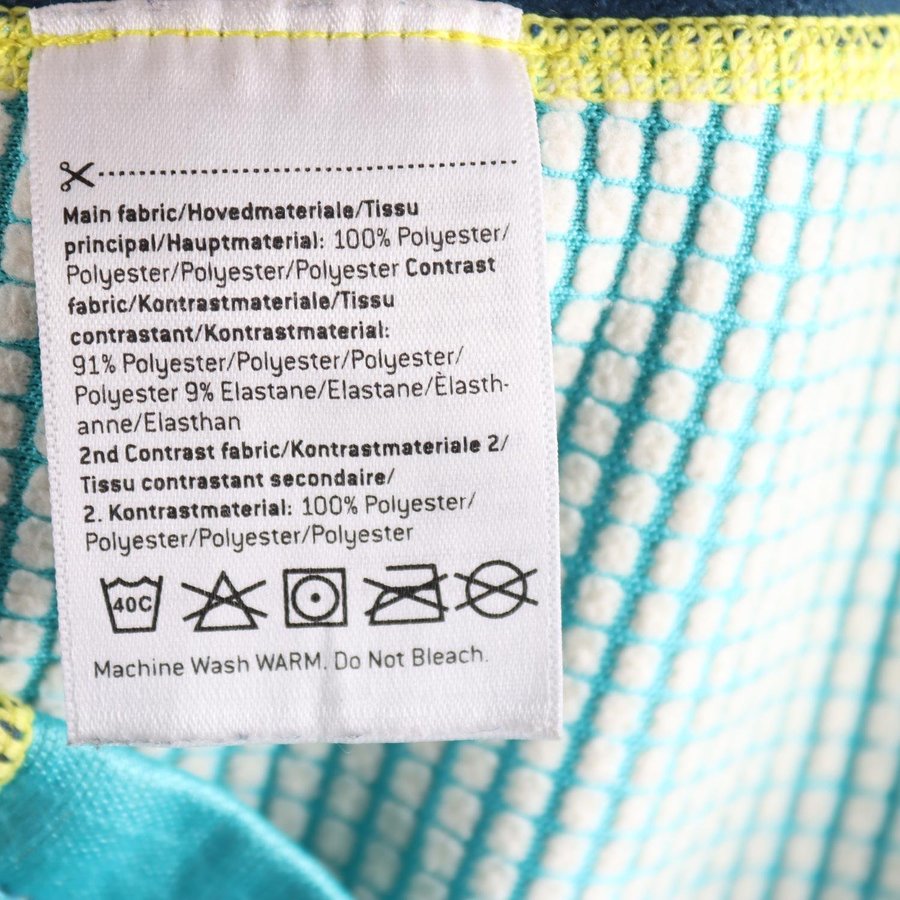 Main fabric/Hovedmateriale/Tissu
principal/Hauptmaterial: 100% Polyester/
Polyester/Polyester/Polyester Contrast
fabric/Kontrastmateriale/Tissu
contrastant/Kontrastmaterial:
91% Polyester/Polyester/Polyester/
Polyester 9% Elastane/Elastane/Èlasth-
anne/Elasthan
2nd Contrast fabric/Kontrastmateriale 2/
Tissu contrastant secondaire/
2. Kontrastmaterial: 100% Polyester/
Polyester/Polyester/Polyester
40C
Machine Wash WARM. Do Not Bleach.